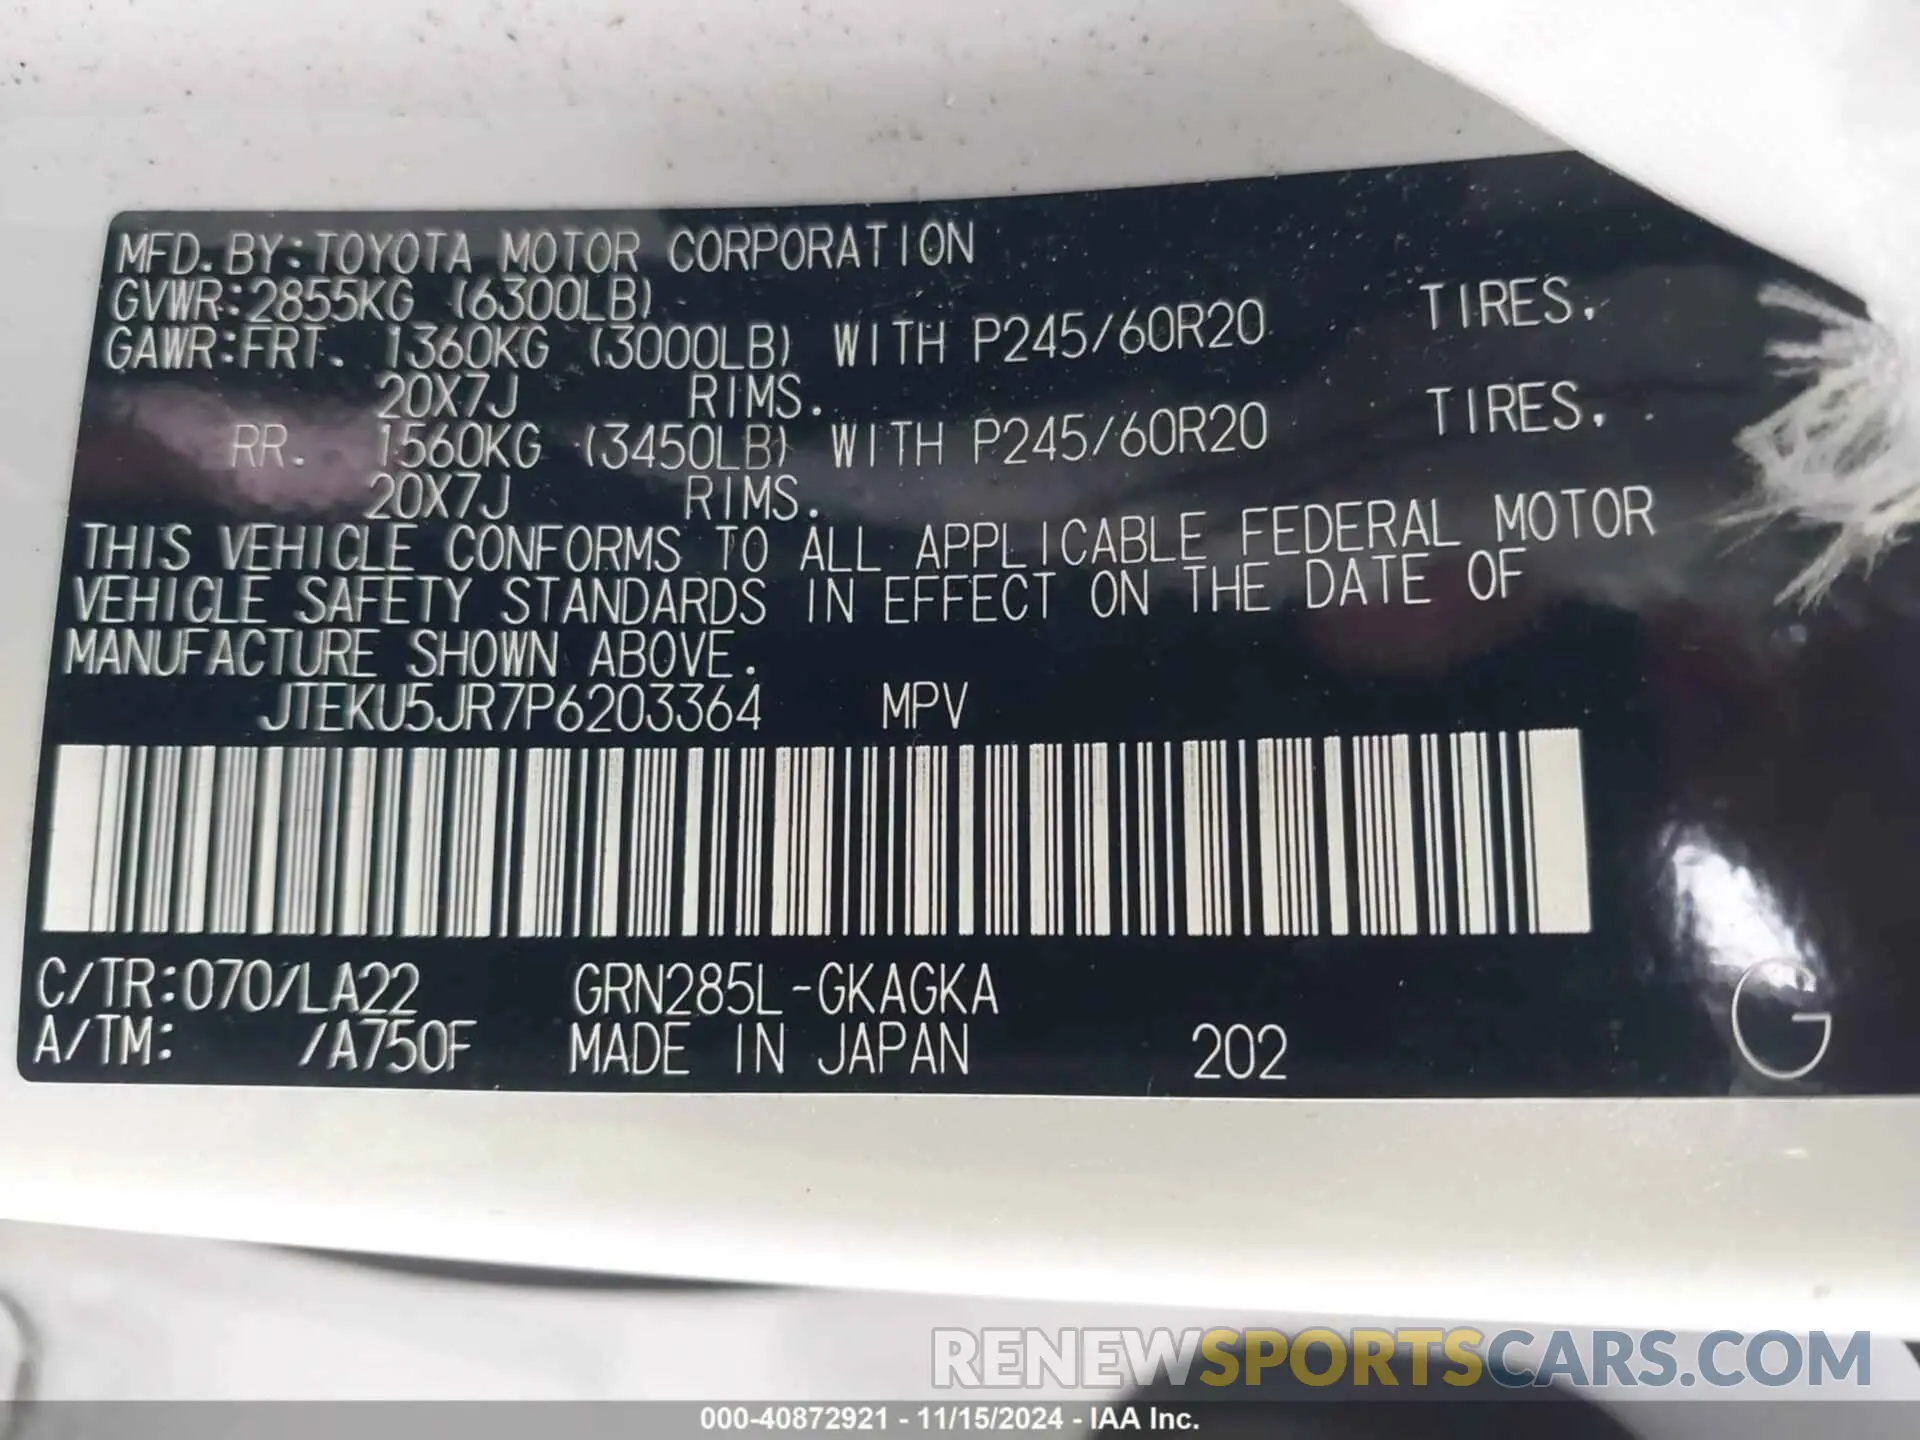 MFD.BY:TOYOTA MOTOR CORPORATION
GVWR:2855KG (6300LB)
GAWR:FRT. 1360KG (3000LB) WITH P245/60R20 TIRES,
20X7J RIMS.
RR. 1560KG (3450LB) WITH P245/60R20 TIRES,
20X7J RIMS.
THIS VEHICLE CONFORMS TO ALL APPLICABLE FEDERAL MOTOR
VEHICLE SAFETY STANDARDS IN EFFECT ON THE DATE OF
MANUFACTURE SHOWN ABOVE.
JTEKU5JR7P6203364 MPV
C/TR:070/LA22 GRN285L-GKAGKA
A/TM: /A750F MADE IN JAPAN 202
G
RENEWSPORTSCARS.COM
000-40872921 - 11/15/2024 - IAA Inc.